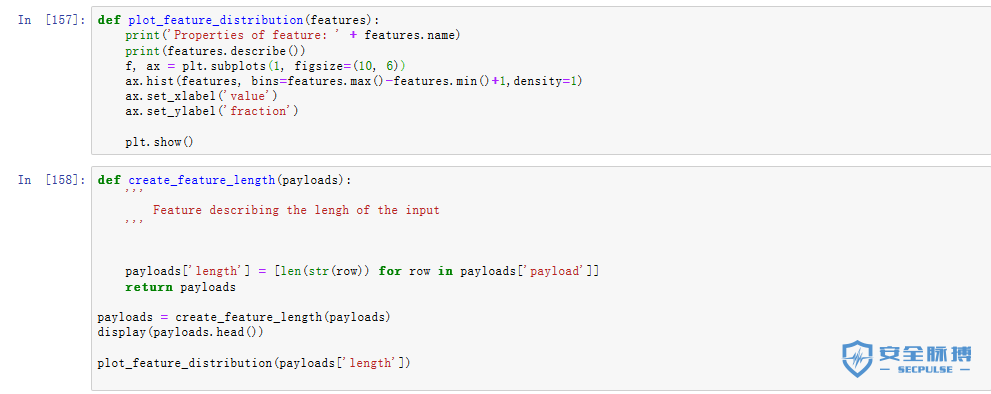 In [157]: def plot_feature_distribution(features):
    print('Properties of feature: ' + features.name)
    print(features.describe())
    f, ax = plt.subplots(1, figsize=(10, 6))
    ax.hist(features, bins=features.max()-features.min()+1,density=1)
    ax.set_xlabel('value')
    ax.set_ylabel('fraction')
    plt.show()
In [158]: def create_feature_length(payloads):
    '''
        Feature describing the lengh of the input
    '''
    payloads['length'] = [len(str(row)) for row in payloads['payload']]
    return payloads
payloads = create_feature_length(payloads)
display(payloads.head())
plot_feature_distribution(payloads['length'])
安全脉搏
— SECPULSE —